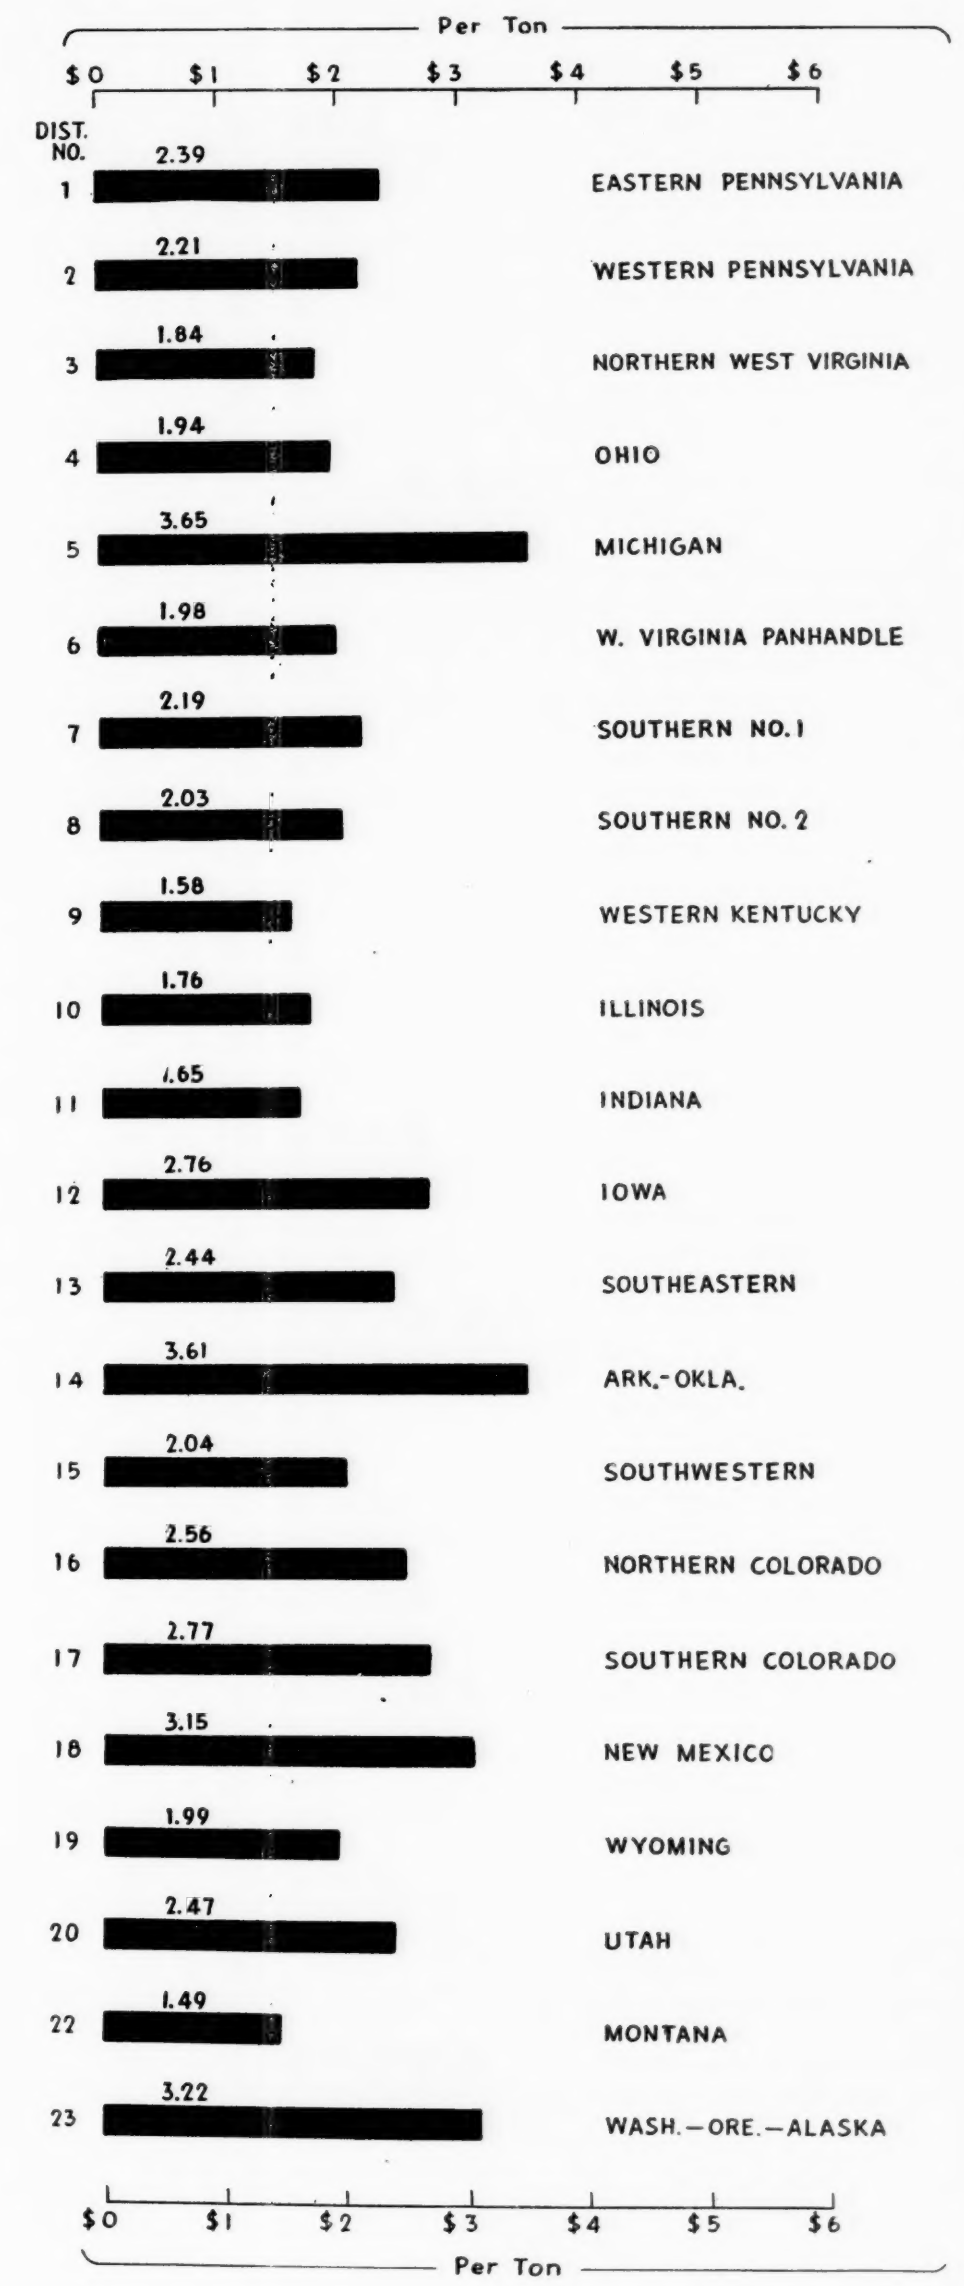 Per Ton
$0 $1 $2 $3 $4 $5 $6
DIST.
NO.
2.39
1 EASTERN PENNSYLVANIA
2.21
2 WESTERN PENNSYLVANIA
1.84
3 NORTHERN WEST VIRGINIA
1.94
4 OHIO
3.65
5 MICHIGAN
1.98
6 W. VIRGINIA PANHANDLE
2.19
7 SOUTHERN NO. 1
2.03
8 SOUTHERN NO. 2
1.58
9 WESTERN KENTUCKY
1.76
10 ILLINOIS
1.65
11 INDIANA
2.76
12 IOWA
2.44
13 SOUTHEASTERN
3.61
14 ARK.-OKLA.
2.04
15 SOUTHWESTERN
2.56
16 NORTHERN COLORADO
2.77
17 SOUTHERN COLORADO
3.15
18 NEW MEXICO
1.99
19 WYOMING
2.47
20 UTAH
1.49
22 MONTANA
3.22
23 WASH.—ORE.—ALASKA
$0 $1 $2 $3 $4 $5 $6
Per Ton